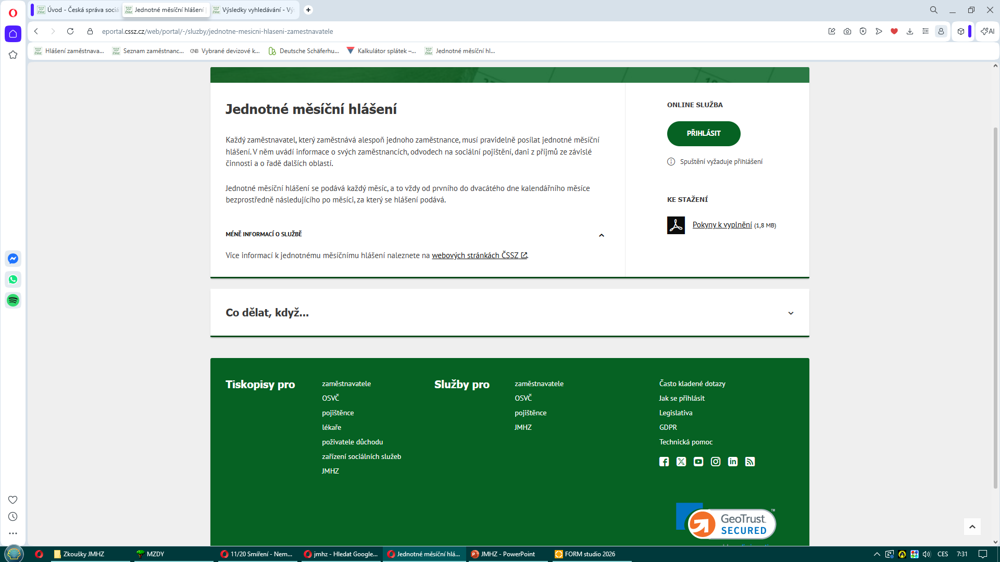 Úvod - Česká správa sociá
Jednotné měsíční hlášení
Výsledky vyhledávání - Vý
eportal.cssz.cz/web/portal/-/sluzby/jednotne-mesicni-hlaseni-zamestnavatele
AI
Hlášení zaměstnava...
Seznam zaměstnanc...
CNB Vybrané devizové k...
Deutsche Schäferhu...
Kalkulátor splátek –...
Jednotné měsíční hl...
Jednotné měsíční hlášení
Každý zaměstnavatel, který zaměstnává alespoň jednoho zaměstnance, musí pravidelně posílat jednotné měsíční
hlášení. V něm uvádí informace o svých zaměstnancích, odvodech na sociální pojištění, dani z příjmů ze závislé
činnosti a o řadě dalších oblastí.
Jednotné měsíční hlášení se podává každý měsíc, a to vždy od prvního do dvacátého dne kalendářního měsíce
bezprostředně následujícího po měsíci, za který se hlášení podává.
MÉNĚ INFORMACÍ O SLUŽBĚ
Více informací k jednotnému měsíčnímu hlášení naleznete na webových stránkách ČSSZ.
ONLINE SLUŽBA
PŘIHLÁSIT
Spuštění vyžaduje přihlášení
KE STAŽENÍ
Pokyny k vyplnění (1,8 MB)
Co dělat, když...
Tiskopisy pro
zaměstnavatele
OSVČ
pojištěnce
lékaře
poživatele důchodu
zařízení sociálních služeb
JMHZ
Služby pro
zaměstnavatele
OSVČ
pojištěnce
JMHZ
Často kladené dotazy
Jak se přihlásit
Legislativa
GDPR
Technická pomoc
GeoTrust.
SECURED
TM
Zkoušky JMHZ
MZDY
11/20 Smíření - Nem...
jmhz - Hledat Google...
Jednotné měsíční hlá...
JMHZ - PowerPoint
FORM studio 2026
CES
7:31